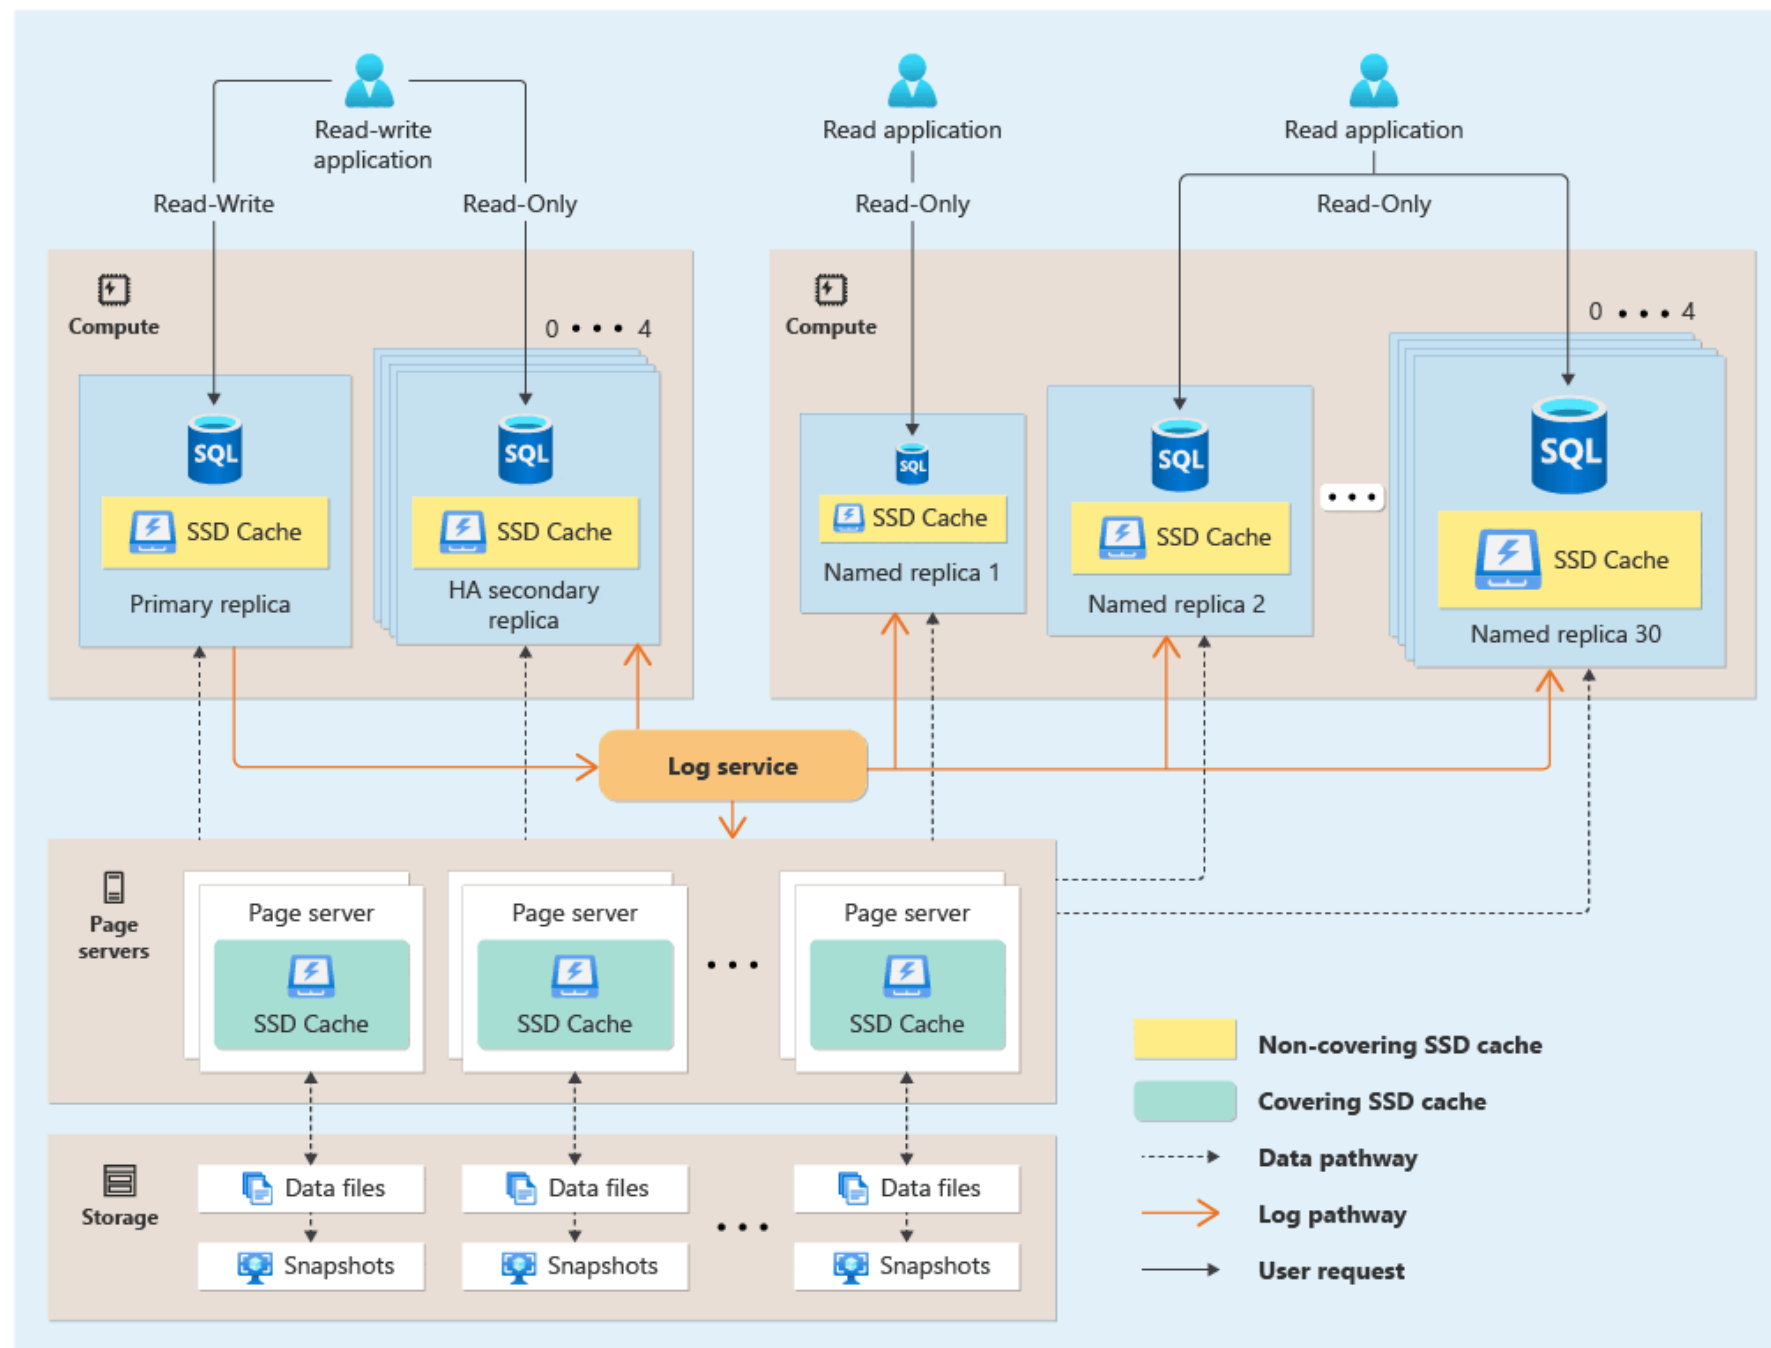 Read-write
application
Read application
Read application
Read-Write
Read-Only
Read-Only
Read-Only
Compute
0 • • • 4
Compute
0 • • • 4
SQL
SSD Cache
Primary replica
SQL
SSD Cache
HA secondary
replica
SQL
SSD Cache
Named replica 1
SQL
SSD Cache
Named replica 2
• • •
SQL
SSD Cache
Named replica 30
Log service
Page
servers
Page server
SSD Cache
Page server
SSD Cache
• • •
Page server
SSD Cache
Storage
Data files
Snapshots
Data files
Snapshots
• • •
Data files
Snapshots
Non-covering SSD cache
Covering SSD cache
Data pathway
Log pathway
User request